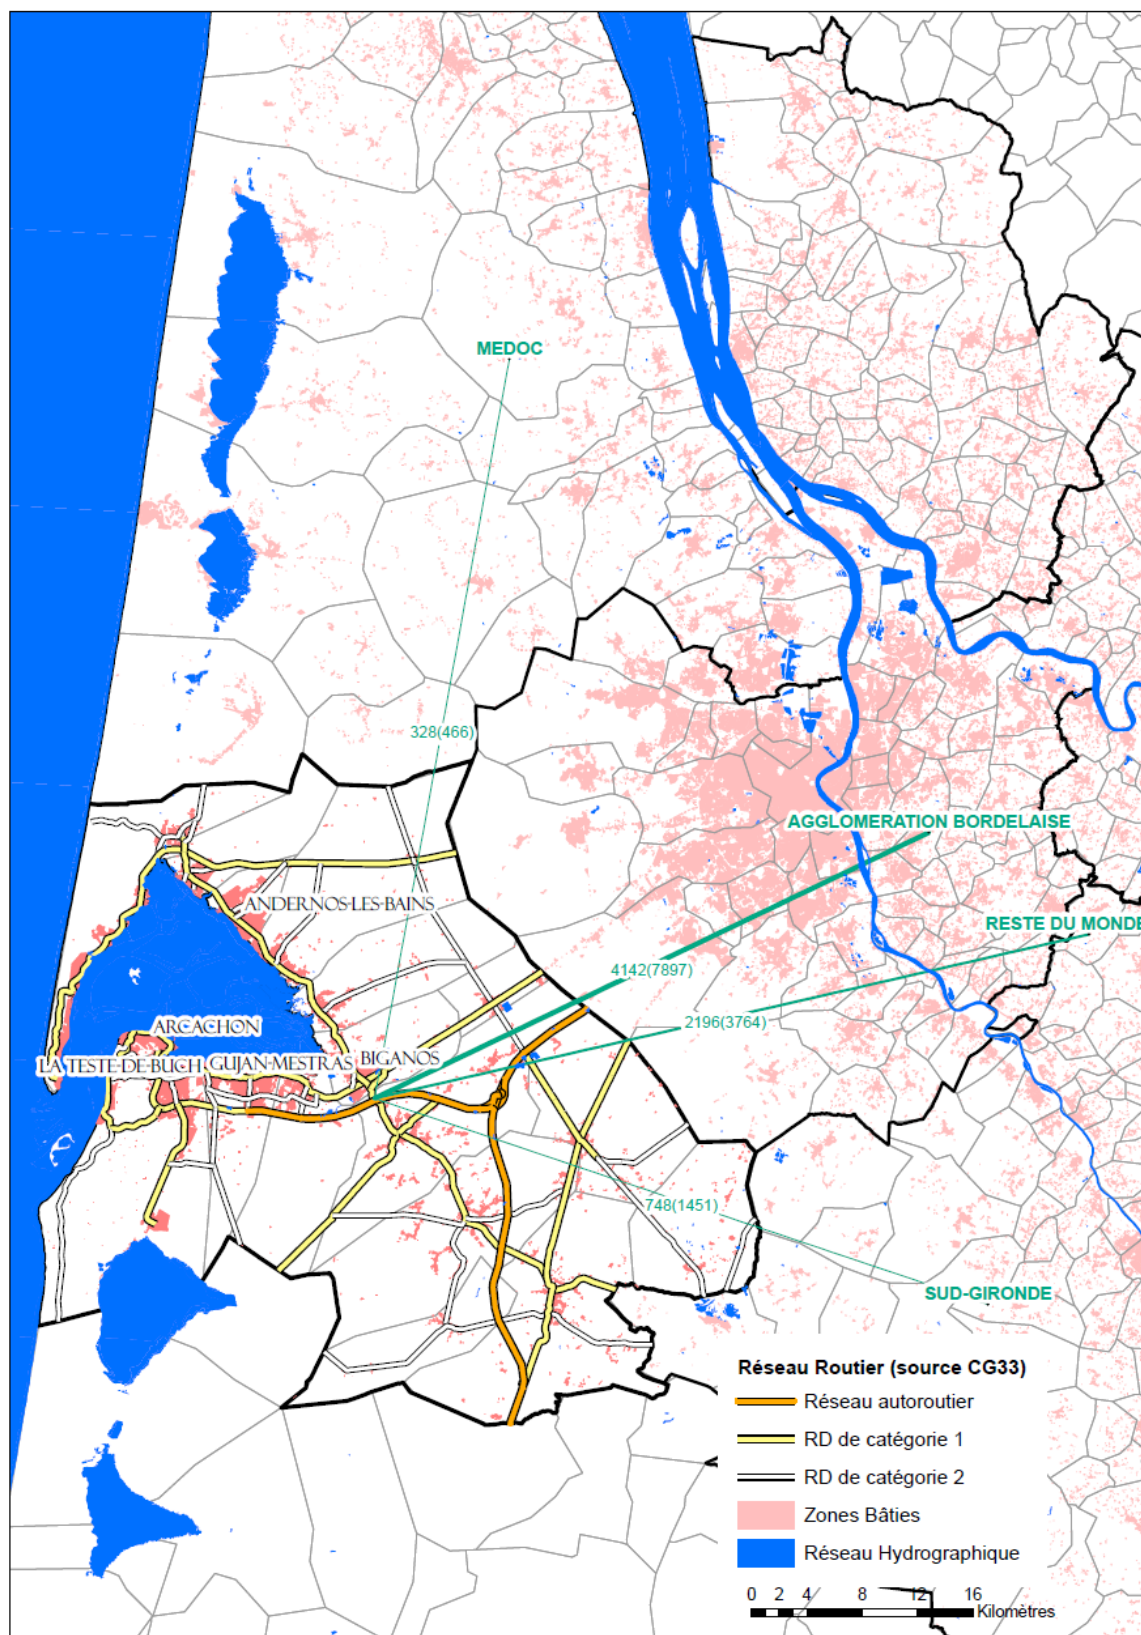 MEDOC
328(466)
AGGLOMERATION BORDELAISE
ANDERNOS-LES-BAINS
RESTE DU MONDE
4142(7897)
2196(3764)
ARCACHON
LA TESTE-DE-BUCH
GUJAN-MESTRAS
BIGANOS
748(1451)
SUD-GIRONDE
Réseau Routier (source CG33)
Réseau autoroutier
RD de catégorie 1
RD de catégorie 2
Zones Bâties
Réseau Hydrographique
0 2 4 8 12 16
Kilomètres